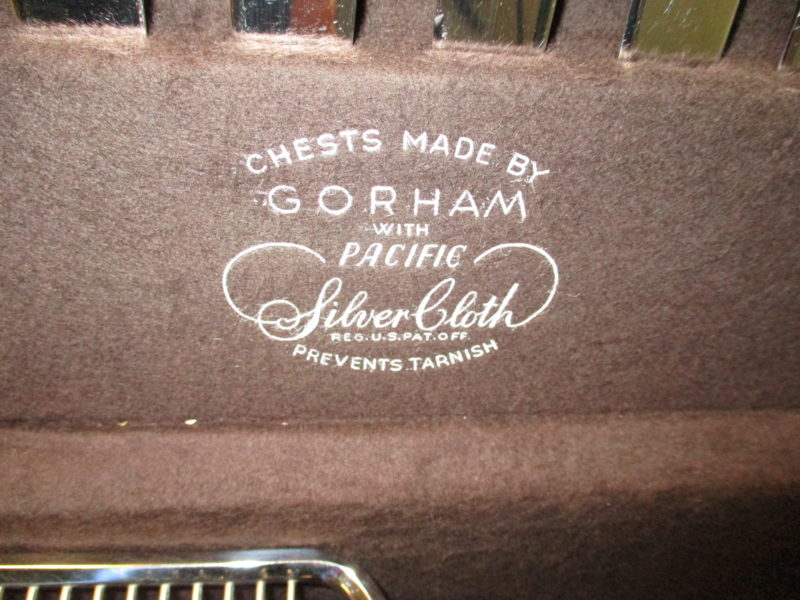 CHESTS MADE BY
GORHAM
WITH
PACIFIC
Silver Cloth
REG. U.S. PAT. OFF.
PREVENTS TARNISH